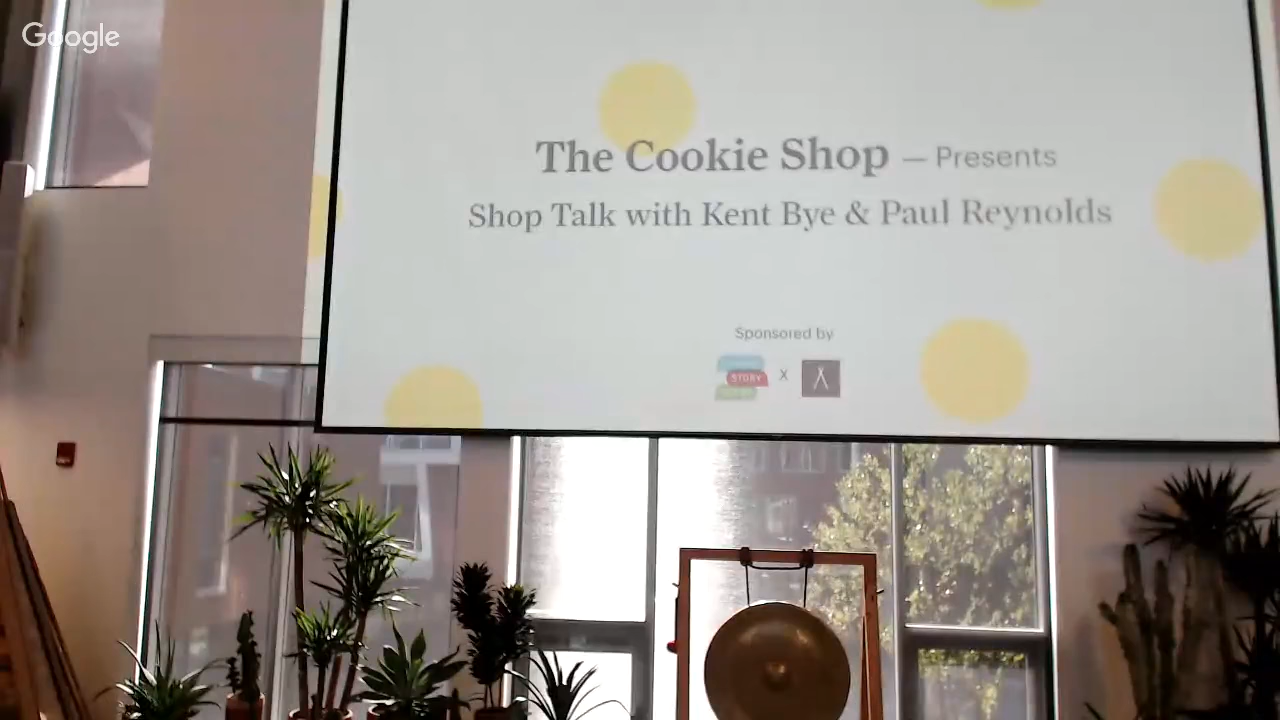 Google
The Cookie Shop — Presents
Shop Talk with Kent Bye & Paul Reynolds
Sponsored by
STORY
X